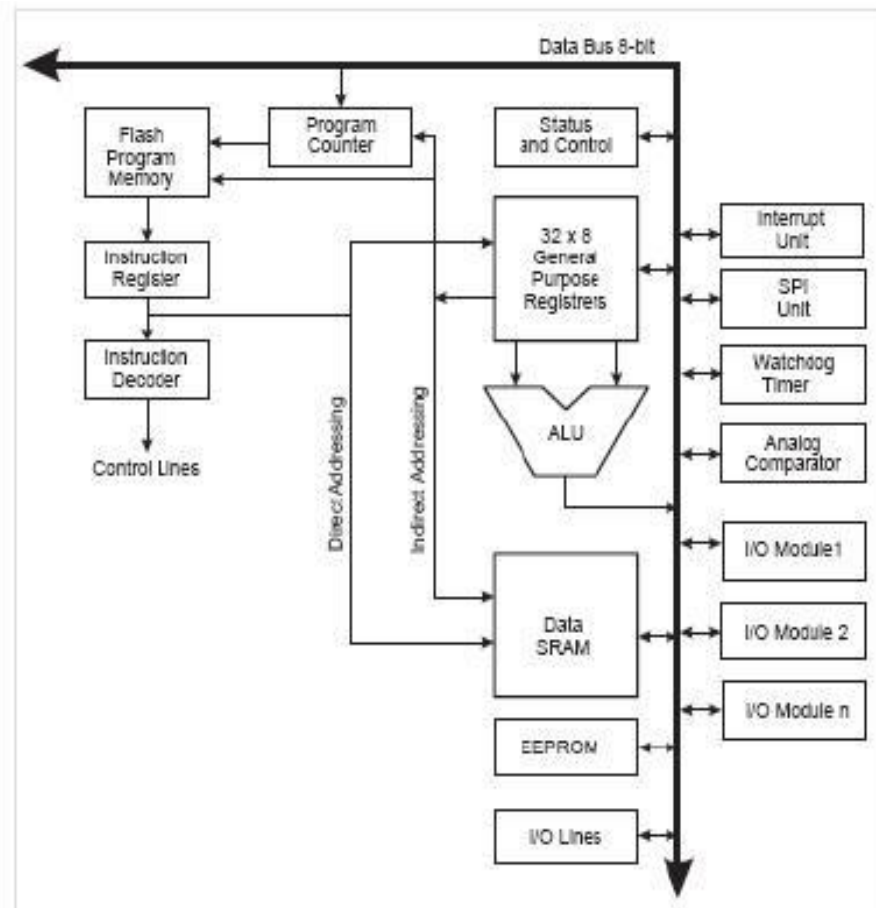 Data Bus 8-bit
Flash
Program
Memory
Program
Counter
Status
and Control
Instruction
Register
32 x 8
General
Purpose
Registrers
Interrupt
Unit
SPI
Unit
Instruction
Decoder
Watchdog
Timer
Control Lines
Direct Addressing
Indirect Addressing
ALU
Analog
Comparator
I/O Module1
Data
SRAM
I/O Module 2
I/O Module n
EEPROM
I/O Lines